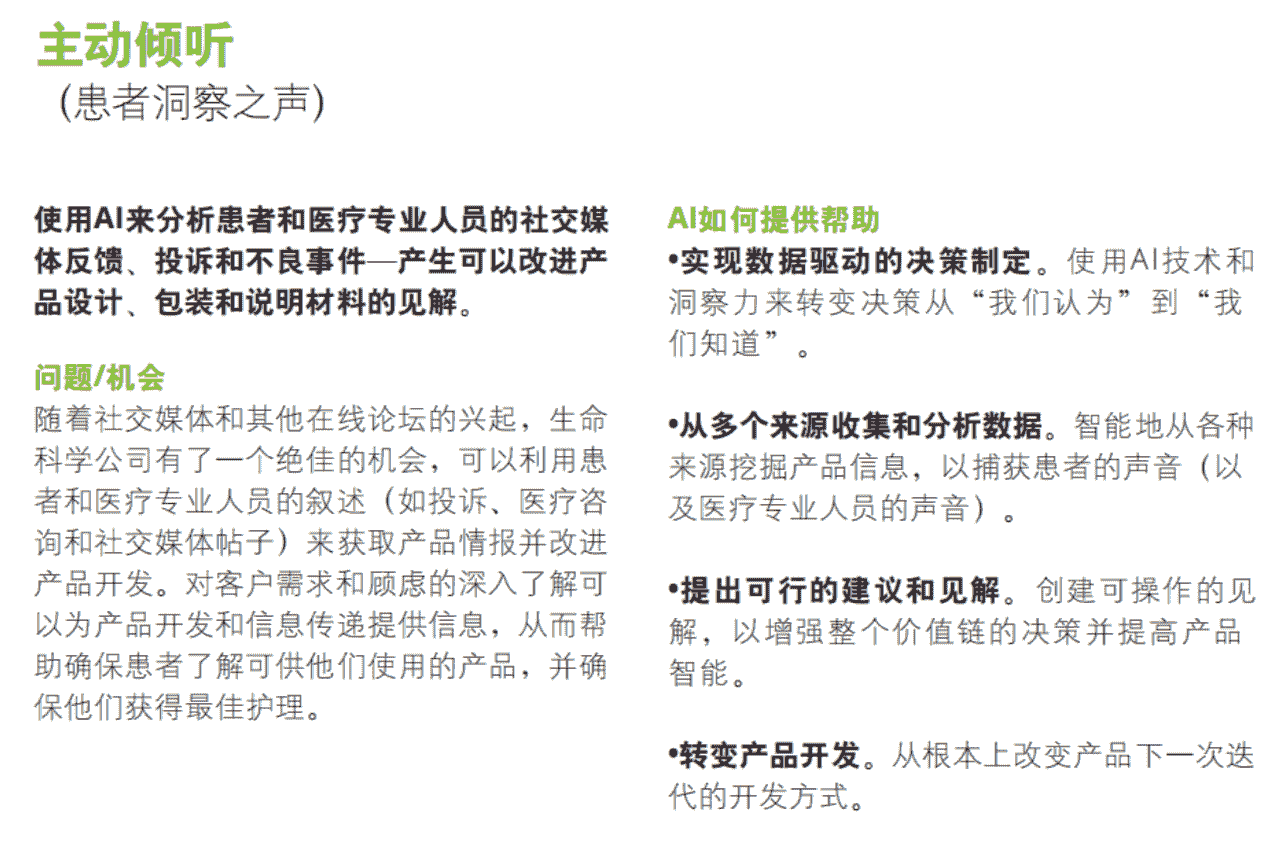 主动倾听
(患者洞察之声)
使用AI来分析患者和医疗专业人员的社交媒
体反馈、投诉和不良事件—产生可以改进产
品设计、包装和说明材料的见解。
问题/机会
随着社交媒体和其他在线论坛的兴起，生命
科学公司有了一个绝佳的机会，可以利用患
者和医疗专业人员的叙述（如投诉、医疗咨
询和社交媒体帖子）来获取产品情报并改进
产品开发。对客户需求和顾虑的深入了解可
以为产品开发和信息传递提供信息，从而帮
助确保患者了解可供他们使用的产品，并确
保他们获得最佳护理。
AI如何提供帮助
•实现数据驱动的决策制定。使用AI技术和
洞察力来转变决策从“我们认为”到“我
们知道”。
•从多个来源收集和分析数据。智能地从各种
来源挖掘产品信息，以捕获患者的声音（以
及医疗专业人员的声音）。
•提出可行的建议和见解。创建可操作的见
解，以增强整个价值链的决策并提高产品
智能。
•转变产品开发。从根本上改变产品下一次迭
代的开发方式。